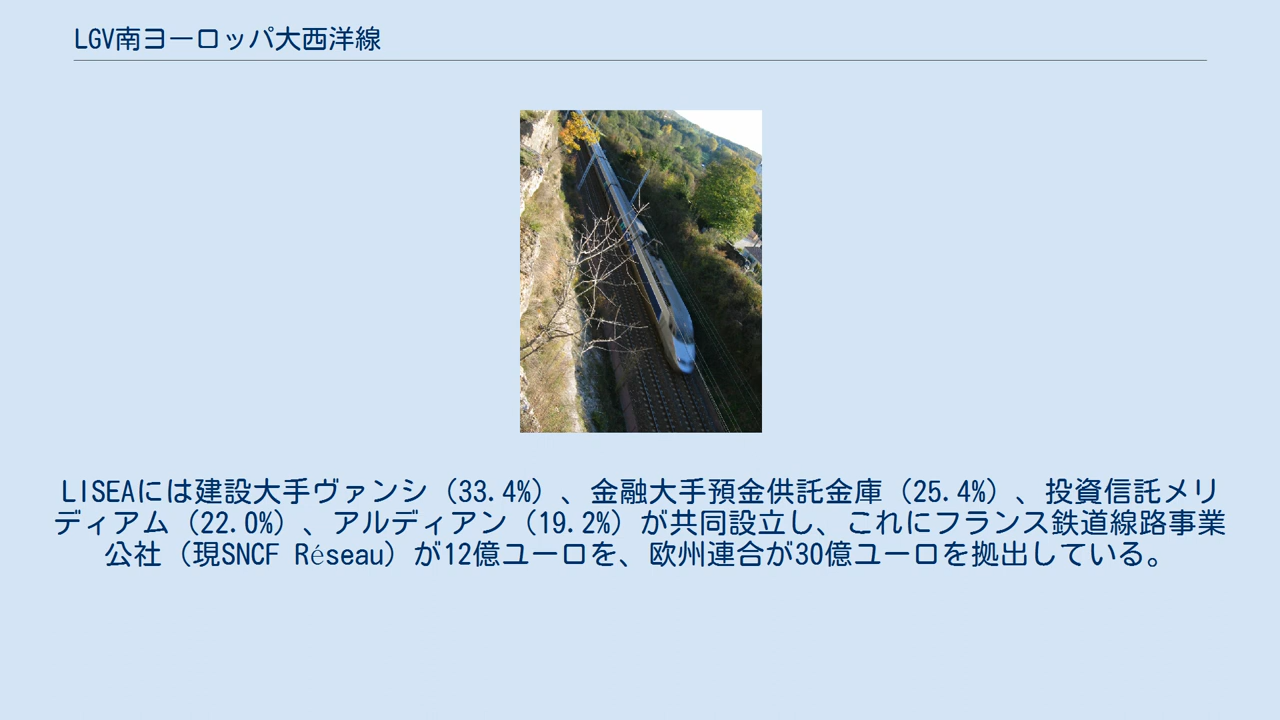 LGV南ヨーロッパ大西洋線
LISEAには建設大手ヴァンシ（33.4%）、金融大手預金供託金庫（25.4%）、投資信託メリ
ディアム（22.0%）、アルディアン（19.2%）が共同設立し、これにフランス鉄道線路事業
公社（現SNCF Réseau）が12億ユーロを、欧州連合が30億ユーロを拠出している。